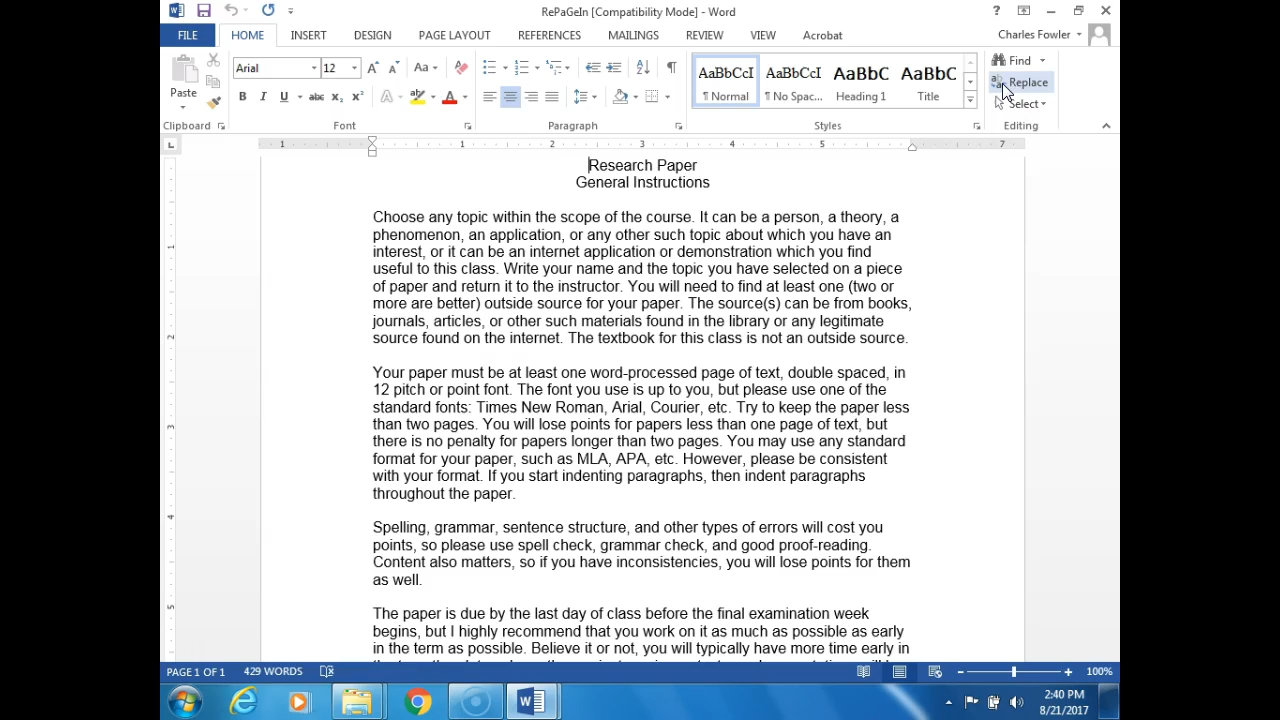 RePaGeIn [Compatibility Mode] - Word
FILE HOME INSERT DESIGN PAGE LAYOUT REFERENCES MAILINGS REVIEW VIEW Acrobat Charles Fowler
Paste
Clipboard
Arial 12
Font
Paragraph
AaBbCcI AaBbCcI AaBbC AaBbC
¶ Normal ¶ No Spac... Heading 1 Title
Styles
Find
Replace
Select
Editing
1 1 2 3 4 5 7
Research Paper
General Instructions
Choose any topic within the scope of the course. It can be a person, a theory, a
phenomenon, an application, or any other such topic about which you have an
interest, or it can be an internet application or demonstration which you find
useful to this class. Write your name and the topic you have selected on a piece
of paper and return it to the instructor. You will need to find at least one (two or
more are better) outside source for your paper. The source(s) can be from books,
journals, articles, or other such materials found in the library or any legitimate
source found on the internet. The textbook for this class is not an outside source.
Your paper must be at least one word-processed page of text, double spaced, in
12 pitch or point font. The font you use is up to you, but please use one of the
standard fonts: Times New Roman, Arial, Courier, etc. Try to keep the paper less
than two pages. You will lose points for papers less than one page of text, but
there is no penalty for papers longer than two pages. You may use any standard
format for your paper, such as MLA, APA, etc. However, please be consistent
with your format. If you start indenting paragraphs, then indent paragraphs
throughout the paper.
Spelling, grammar, sentence structure, and other types of errors will cost you
points, so please use spell check, grammar check, and good proof-reading.
Content also matters, so if you have inconsistencies, you will lose points for them
as well.
The paper is due by the last day of class before the final examination week
begins, but I highly recommend that you work on it as much as possible as early
in the term as possible. Believe it or not, you will typically have more time early in
PAGE 1 OF 1 429 WORDS 100%
2:40 PM
8/21/2017